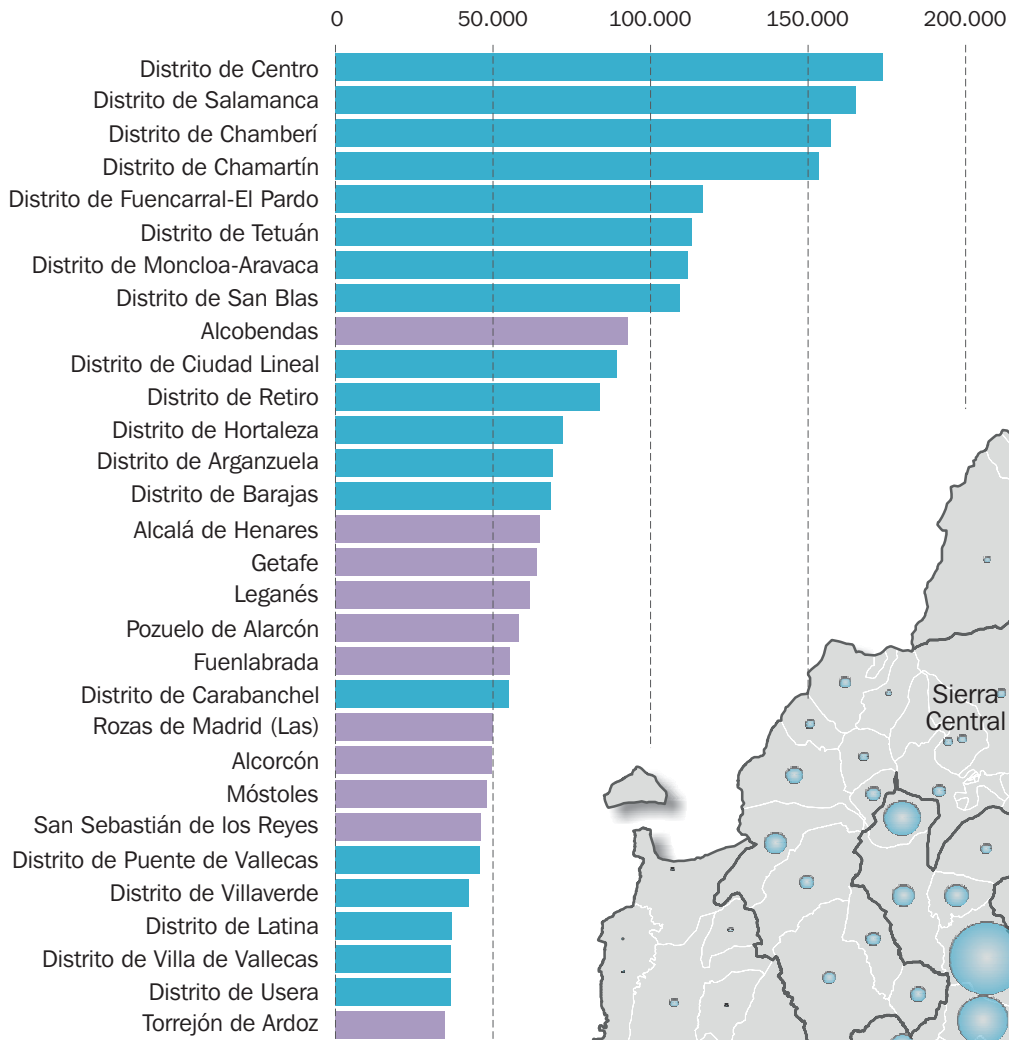 0 50.000 100.000 150.000 200.000
Distrito de Centro
Distrito de Salamanca
Distrito de Chamberí
Distrito de Chamartín
Distrito de Fuencarral-El Pardo
Distrito de Tetuán
Distrito de Moncloa-Aravaca
Distrito de San Blas
Alcobendas
Distrito de Ciudad Lineal
Distrito de Retiro
Distrito de Hortaleza
Distrito de Arganzuela
Distrito de Barajas
Alcalá de Henares
Getafe
Leganés
Pozuelo de Alarcón
Fuenlabrada
Distrito de Carabanchel
Rozas de Madrid (Las)
Alcorcón
Móstoles
San Sebastián de los Reyes
Distrito de Puente de Vallecas
Distrito de Villaverde
Distrito de Latina
Distrito de Villa de Vallecas
Distrito de Usera
Torrejón de Ardoz
Sierra
Central